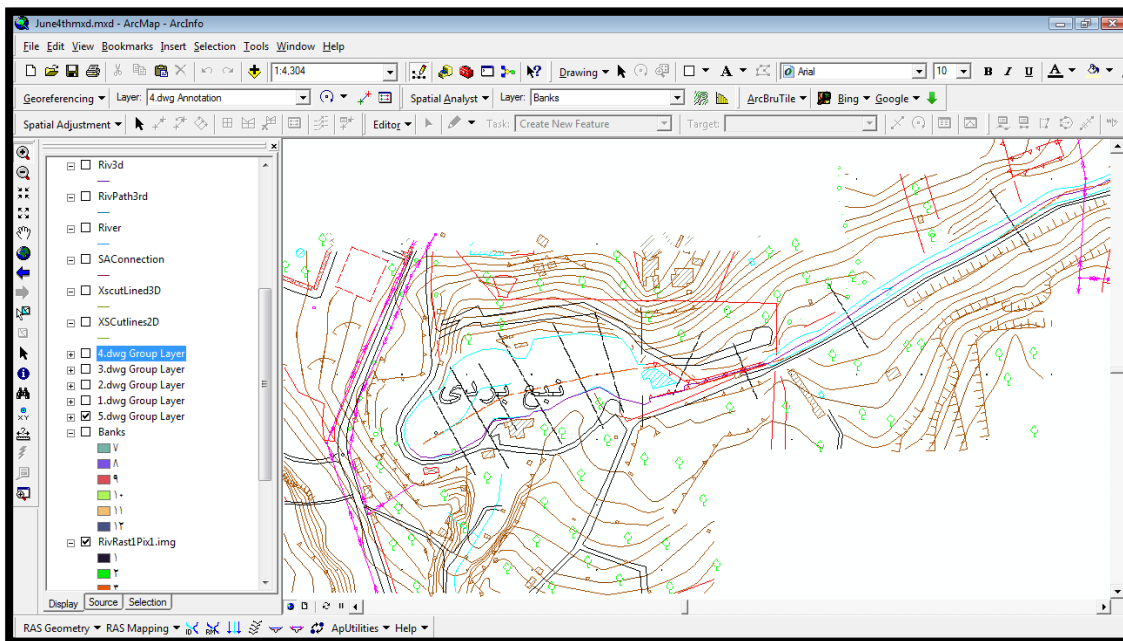 June4thmxd.mxd - ArcMap - ArcInfo
File Edit View Bookmarks Insert Selection Tools Window Help
1:4,304 Drawing Arial 10 B I U A
Georeferencing Layer: 4.dwg Annotation Spatial Analyst Layer: Banks ArcBruTile Bing Google
Spatial Adjustment Editor Task: Create New Feature Target:
Riv3d
RivPath3rd
River
SAConnection
XscutLined3D
XSCutlines2D
4.dwg Group Layer
3.dwg Group Layer
2.dwg Group Layer
1.dwg Group Layer
5.dwg Group Layer
Banks
٧
٨
٩
١٠
١١
١٢
RivRast1Pix1.img
١
٢
٣
Display Source Selection
RAS Geometry RAS Mapping ApUtilities Help